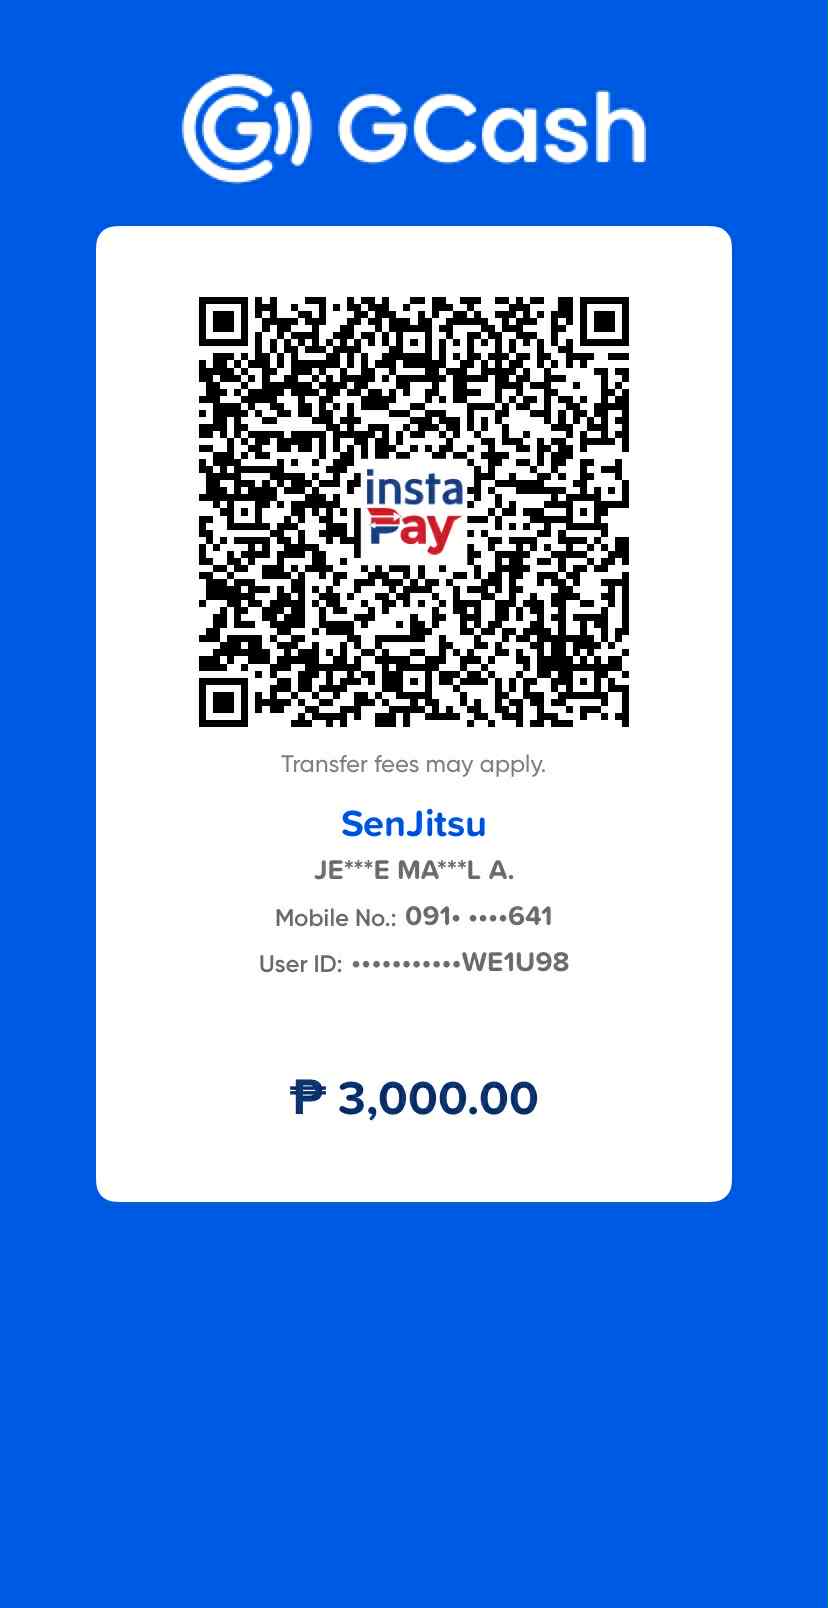 GCash
insta
Pay
Transfer fees may apply.
SenJitsu
JE***E MA***L A.
Mobile No.: 091• ••••641
User ID: •••••••••••WE1U98
₱ 3,000.00